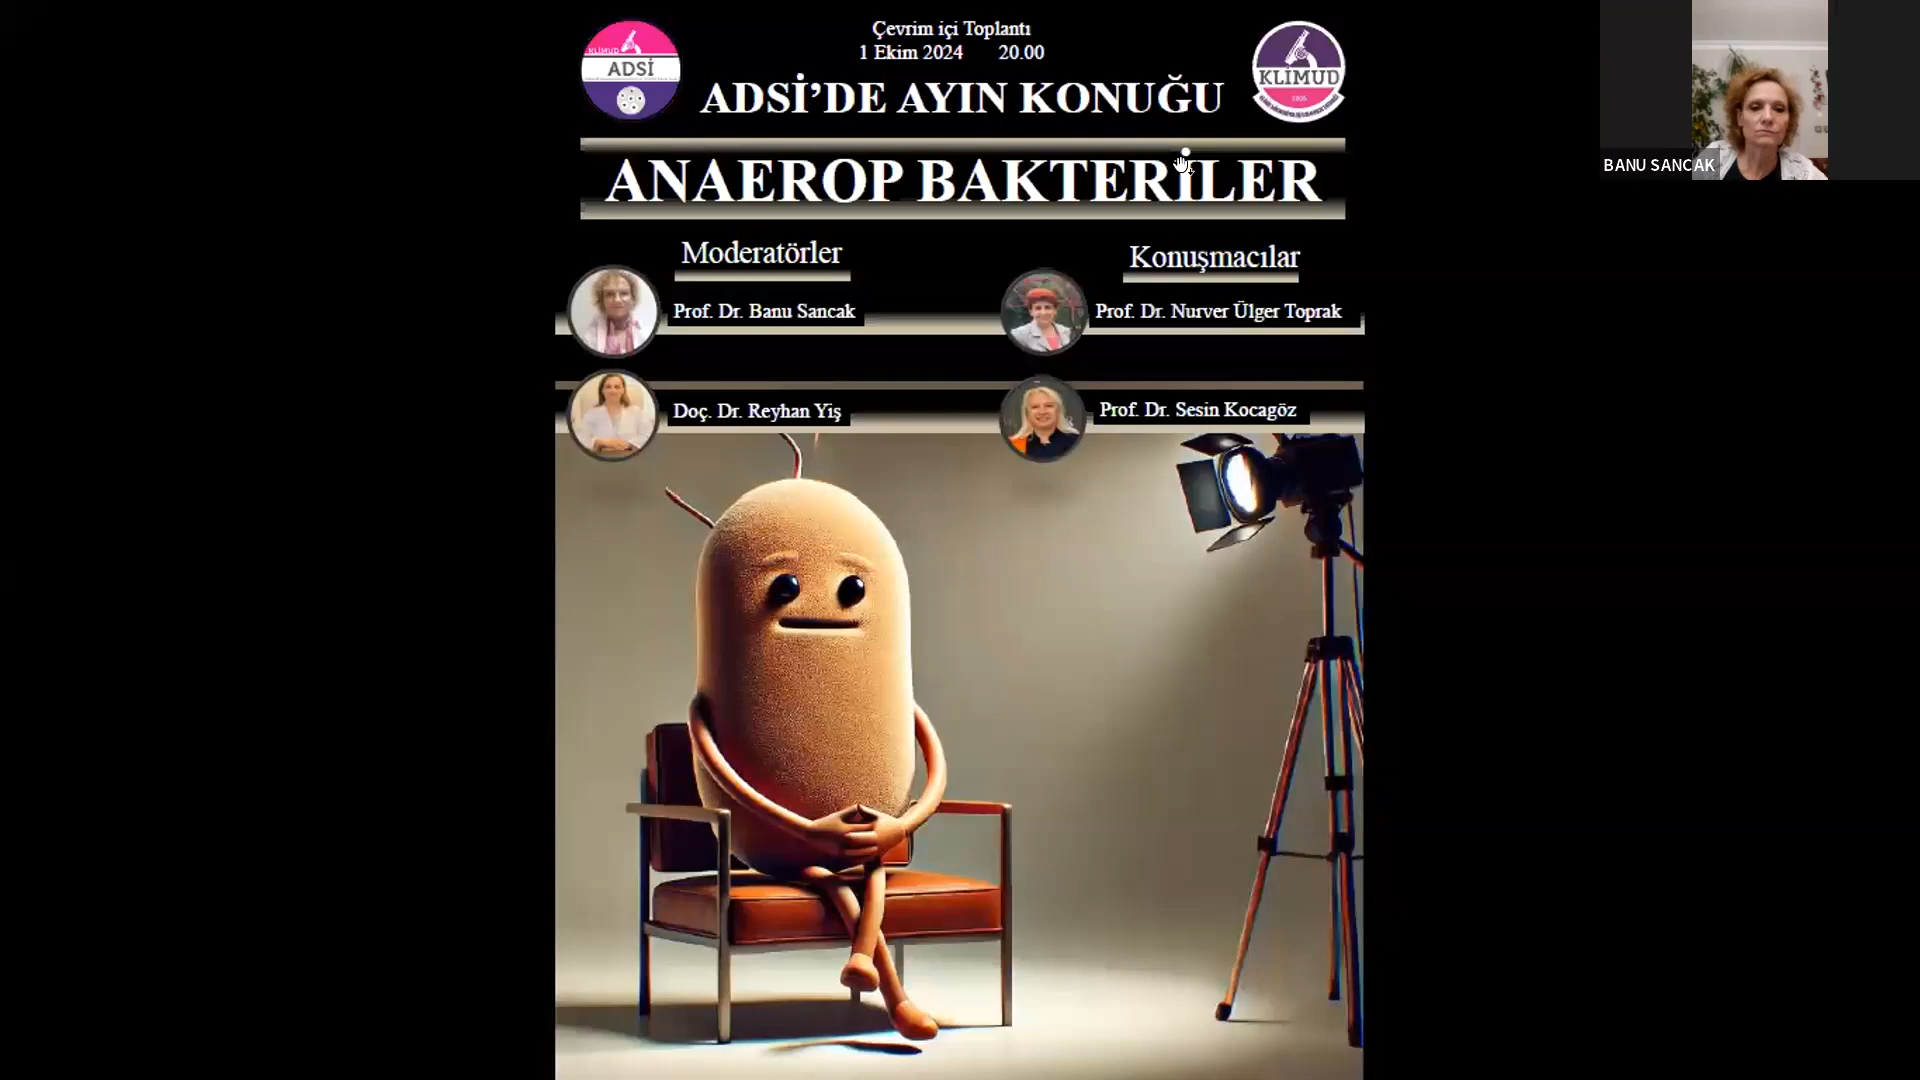 Çevrim içi Toplantı
1 Ekim 2024 20.00
KLİMUD
ADSİ
ADSİ'DE AYIN KONUĞU
KLİMUD
ANAEROP BAKTERİLER
BANU SANCAK
Moderatörler
Konuşmacılar
Prof. Dr. Banu Sancak
Prof. Dr. Nurver Ülger Toprak
Doç. Dr. Reyhan Yiş
Prof. Dr. Sesin Kocagöz